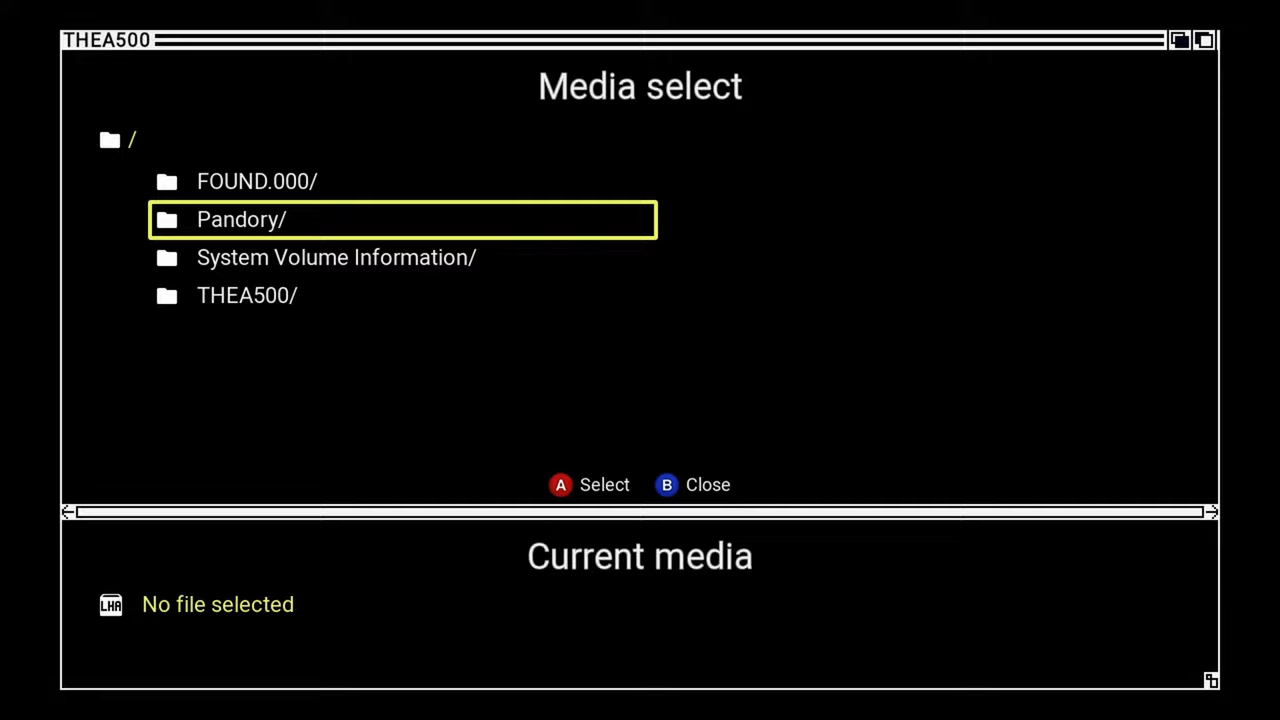 THEA500
Media select
/
FOUND.000/
Pandory/
System Volume Information/
THEA500/
A Select B Close
Current media
LHA No file selected